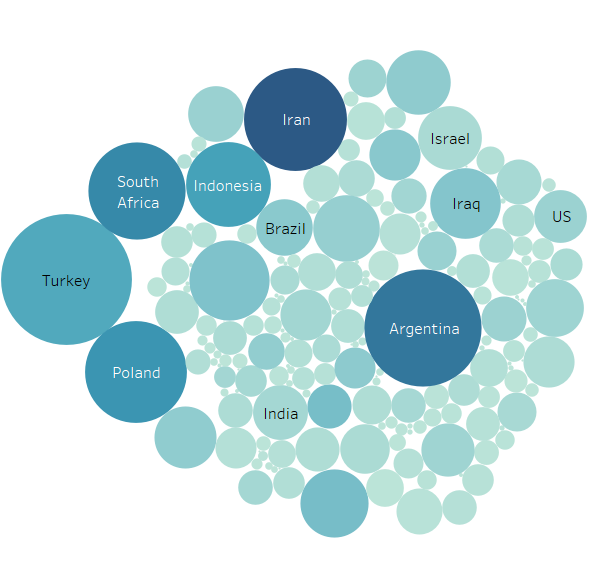 Iran
Israel
South
Africa
Indonesia
Iraq
US
Brazil
Turkey
Argentina
Poland
India